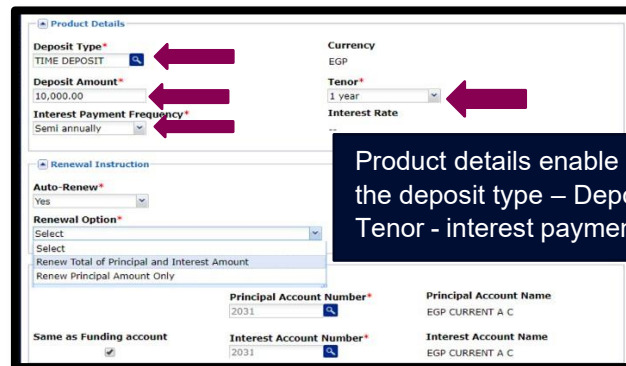 Product Details
Deposit Type* Currency
TIME DEPOSIT EGP
Deposit Amount* Tenor*
10,000.00 1 year
Interest Payment Frequency* Interest Rate
Semi annually --
Renewal Instruction
Auto-Renew*
Yes
Renewal Option*
Select
Select
Renew Total of Principal and Interest Amount
Renew Principal Amount Only
Product details enable
the deposit type – Depo
Tenor - interest paymen
Principal Account Number* Principal Account Name
2031 EGP CURRENT A C
Same as Funding account Interest Account Number* Interest Account Name
2031 EGP CURRENT A C